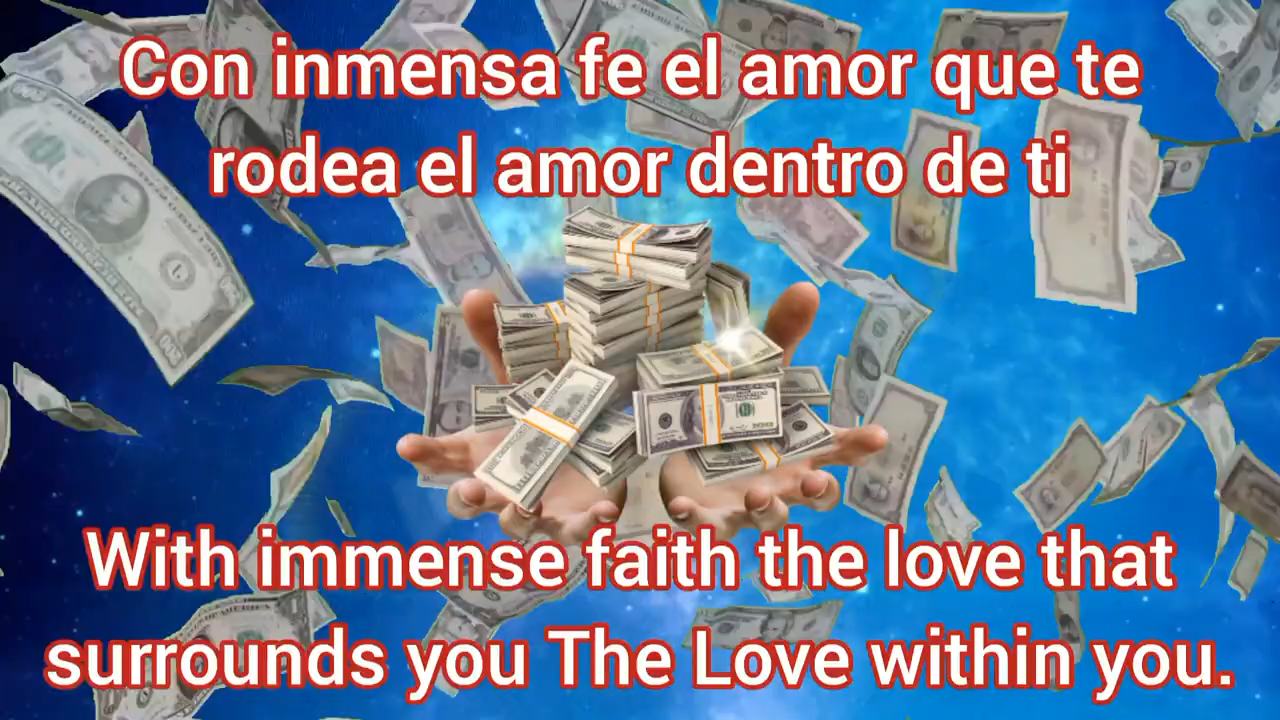 Con inmensa fe el amor que te
rodea el amor dentro de ti
With immense faith the love that
surrounds you The Love within you.